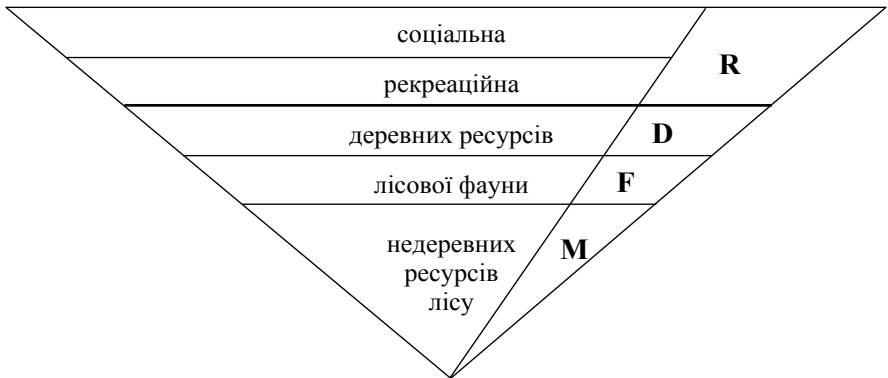 соціальна
R
рекреаційна
деревних ресурсів
D
лісової фауни
F
недеревних
ресурсів
лісу
M